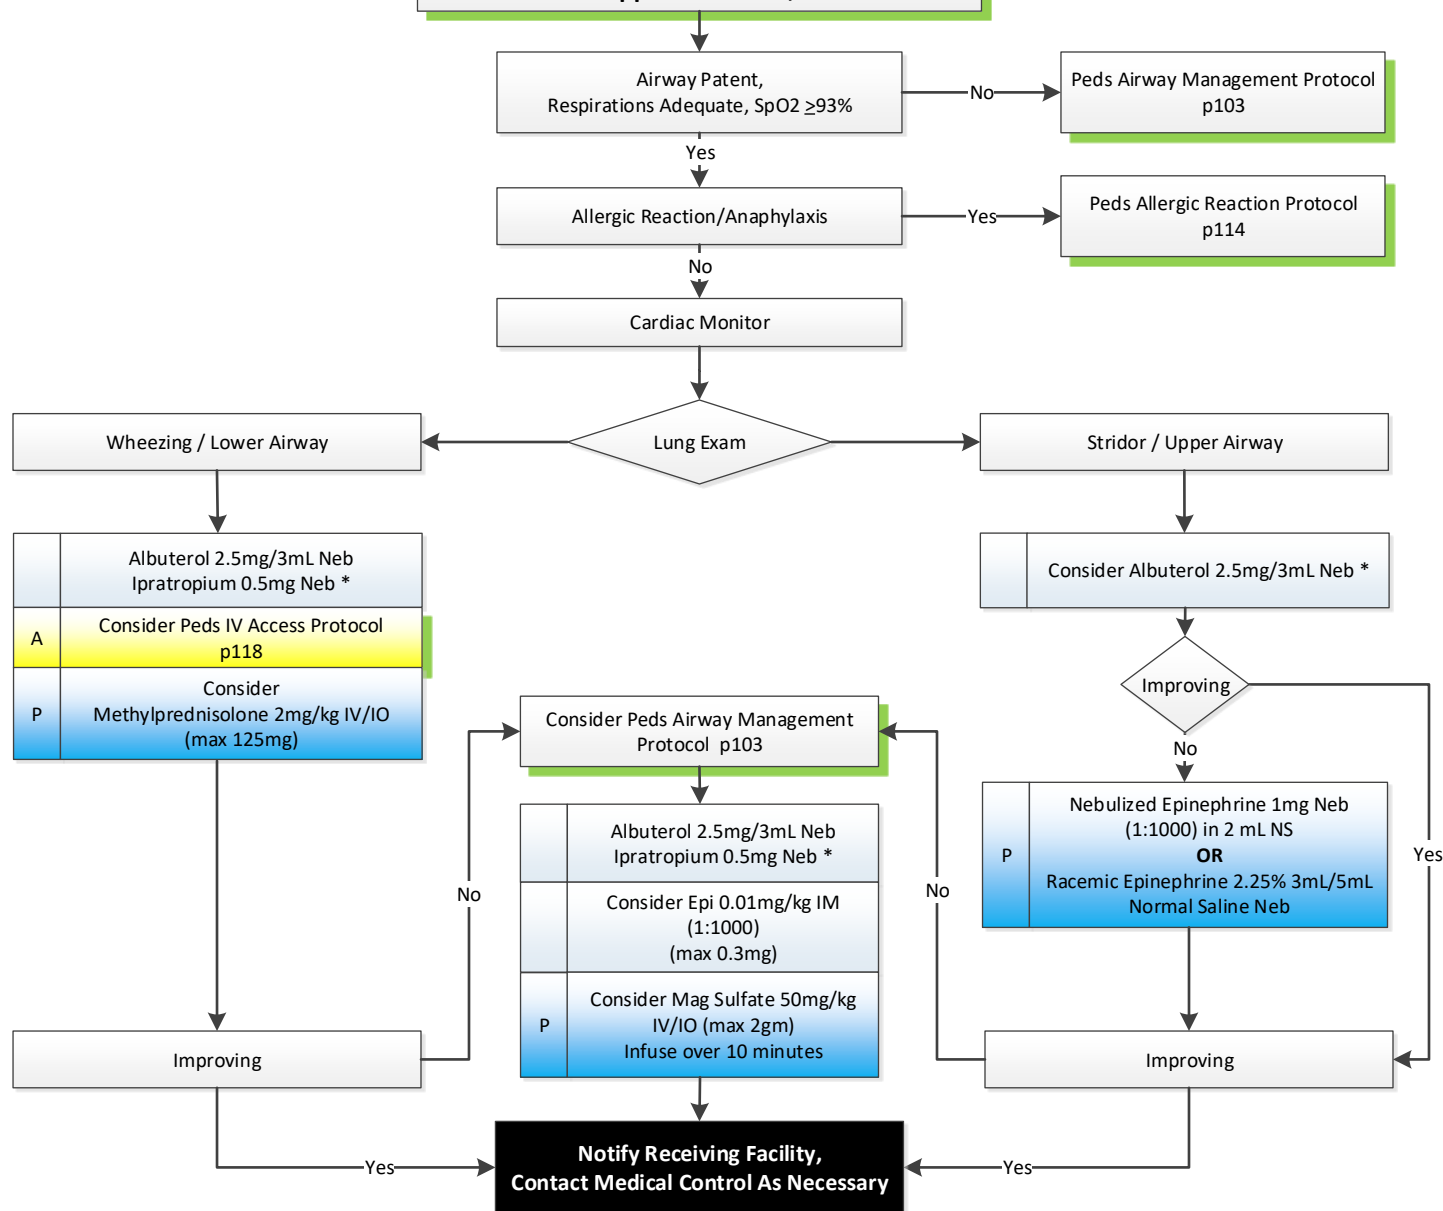 Airway Patent,
Respirations Adequate, SpO2 ≥93%
No
Peds Airway Management Protocol
p103
Yes
Allergic Reaction/Anaphylaxis
Yes
Peds Allergic Reaction Protocol
p114
No
Cardiac Monitor
Wheezing / Lower Airway
Lung Exam
Stridor / Upper Airway
Albuterol 2.5mg/3mL Neb
Ipratropium 0.5mg Neb *
A
Consider Peds IV Access Protocol
p118
P
Consider
Methylprednisolone 2mg/kg IV/IO
(max 125mg)
Consider Albuterol 2.5mg/3mL Neb *
Improving
No
Yes
P
Nebulized Epinephrine 1mg Neb
(1:1000) in 2 mL NS
OR
Racemic Epinephrine 2.25% 3mL/5mL
Normal Saline Neb
Consider Peds Airway Management
Protocol p103
No
No
Albuterol 2.5mg/3mL Neb
Ipratropium 0.5mg Neb *
Consider Epi 0.01mg/kg IM
(1:1000)
(max 0.3mg)
P
Consider Mag Sulfate 50mg/kg
IV/IO (max 2gm)
Infuse over 10 minutes
Improving
Improving
Yes
Yes
Notify Receiving Facility,
Contact Medical Control As Necessary